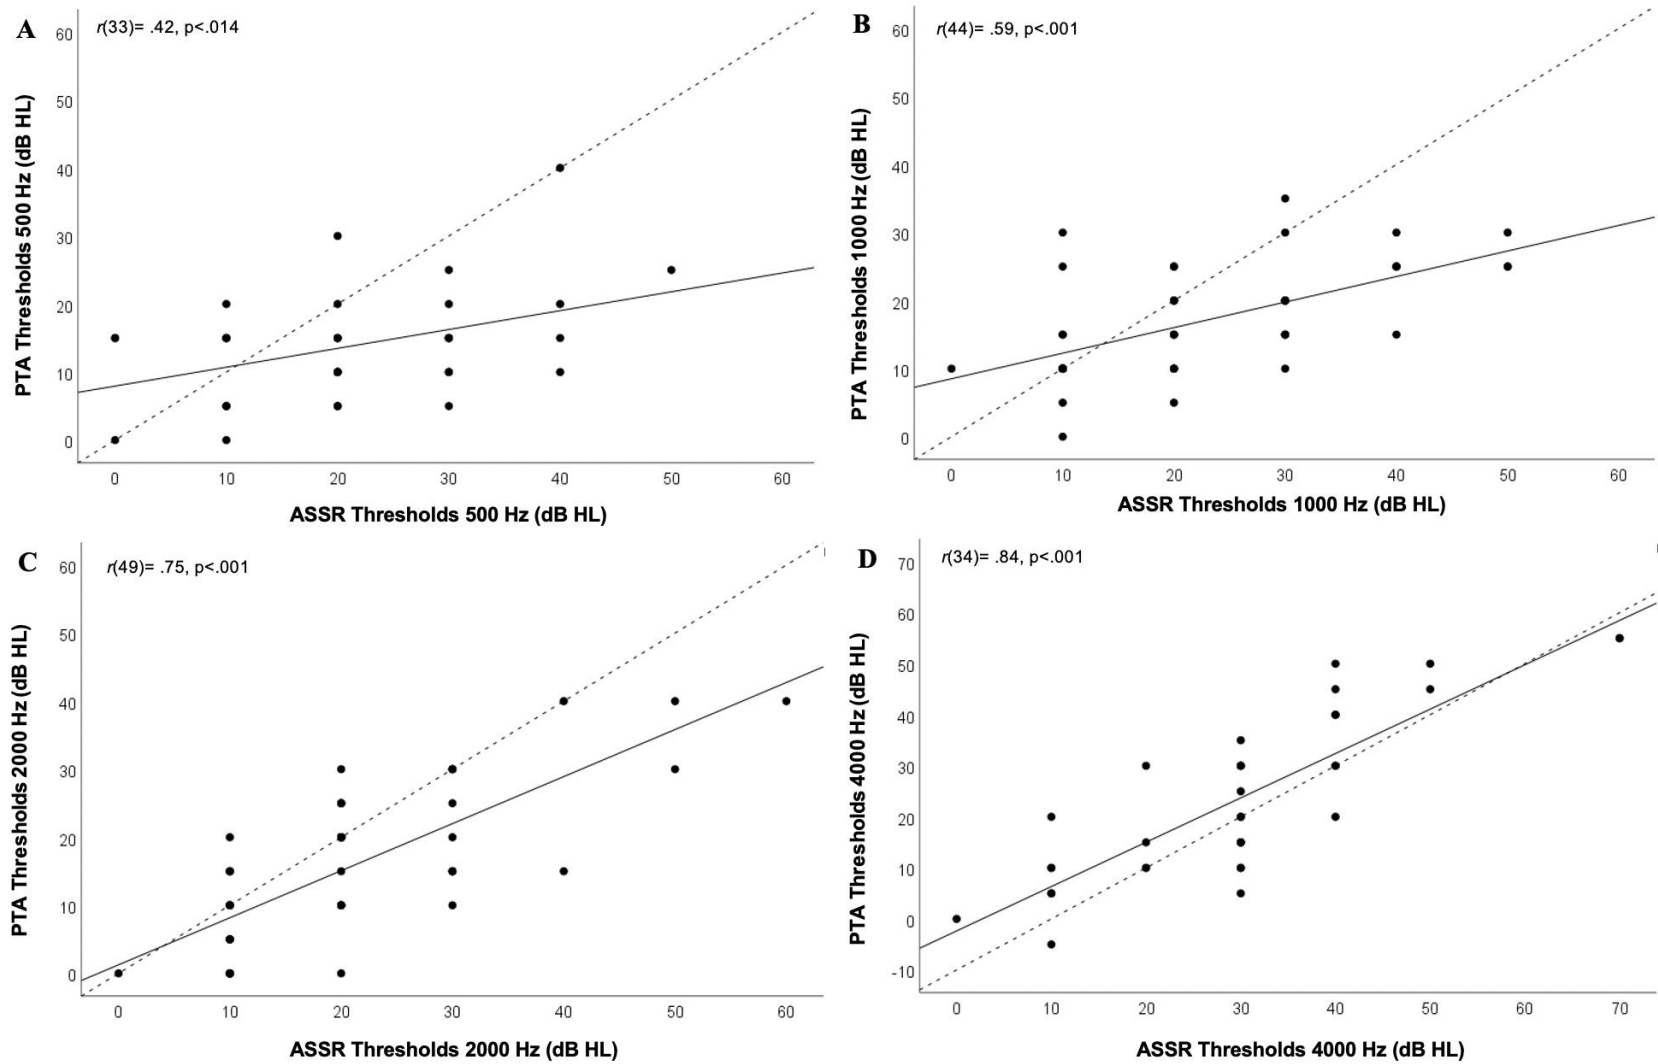 A
r(33)= .42, p<.014
60
50
40
30
20
10
0
PTA Thresholds 500 Hz (dB HL)
0 10 20 30 40 50 60
ASSR Thresholds 500 Hz (dB HL)
B
r(44)= .59, p<.001
60
50
40
30
20
10
0
PTA Thresholds 1000 Hz (dB HL)
0 10 20 30 40 50 60
ASSR Thresholds 1000 Hz (dB HL)
C
r(49)= .75, p<.001
60
50
40
30
20
10
0
PTA Thresholds 2000 Hz (dB HL)
0 10 20 30 40 50 60
ASSR Thresholds 2000 Hz (dB HL)
D
r(34)= .84, p<.001
70
60
50
40
30
20
10
0
-10
PTA Thresholds 4000 Hz (dB HL)
0 10 20 30 40 50 60 70
ASSR Thresholds 4000 Hz (dB HL)